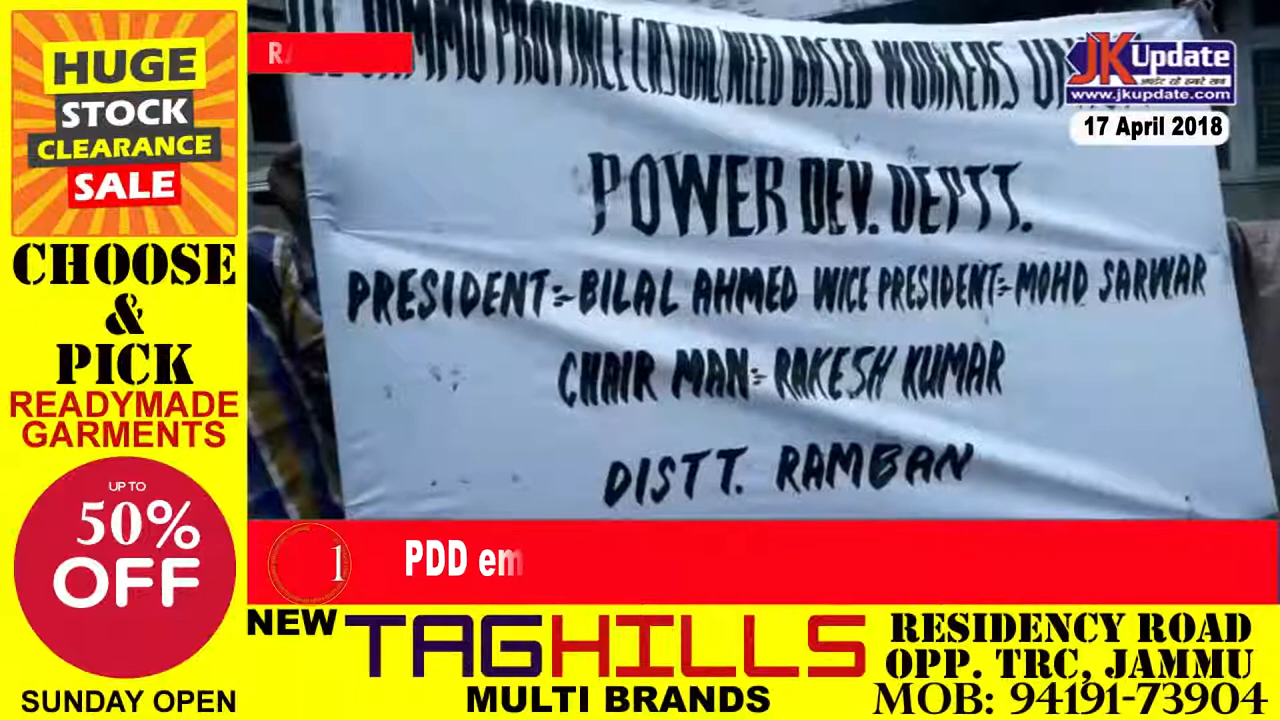 HUGE
STOCK
CLEARANCE
SALE
CHOOSE
&
PICK
READYMADE
GARMENTS
UP TO
50%
OFF
SUNDAY OPEN
JAMMU PROVINCE CASUAL/NEED BASED WORKERS
POWER DEV. DEPTT.
PRESIDENT:- BILAL AHMED WICE PRESIDENT:- MOHD SARWAR
CHAIR MAN:- RAKESH KUMAR
DISTT. RAMBAN
JK Update
www.jkupdate.com
17 April 2018
1
PDD em
NEW TAGHILLS
MULTI BRANDS
RESIDENCY ROAD
OPP. TRC, JAMMU
MOB: 94191-73904